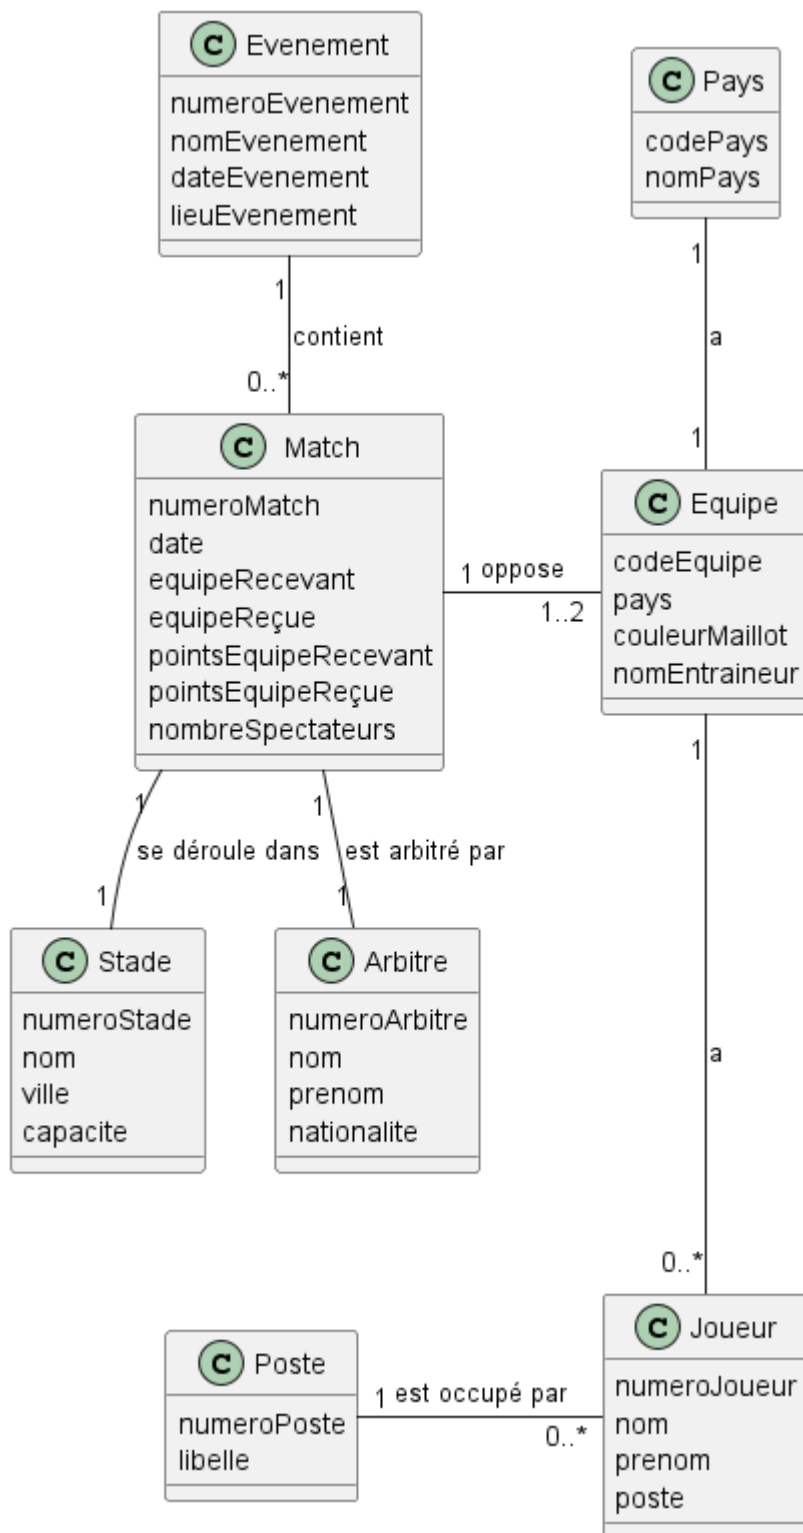 C Evenement
numeroEvenement
nomEvenement
dateEvenement
lieuEvenement
C Pays
codePays
nomPays
1
contient
0..*
1
a
1
C Match
numeroMatch
date
equipeRecevant
equipeReçue
pointsEquipeRecevant
pointsEquipeReçue
nombreSpectateurs
1 oppose
1..2
C Equipe
codeEquipe
pays
couleurMaillot
nomEntraineur
1
se déroule dans
1
1
est arbitré par
1
1
a
0..*
C Stade
numeroStade
nom
ville
capacite
C Arbitre
numeroArbitre
nom
prenom
nationalite
C Poste
numeroPoste
libelle
1 est occupé par
0..*
C Joueur
numeroJoueur
nom
prenom
poste